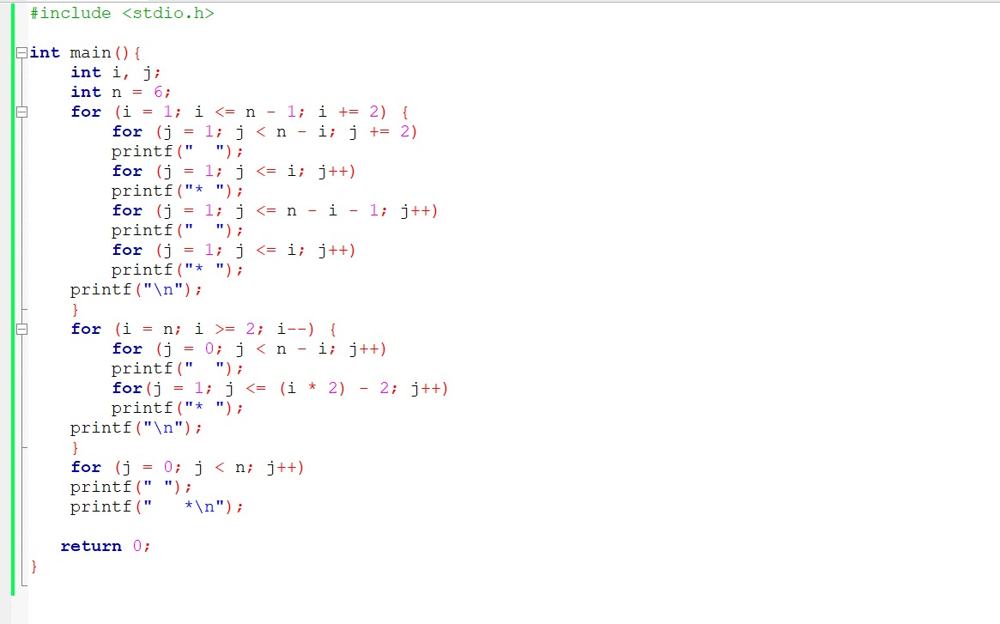 #include <stdio.h>

int main(){
    int i, j;
    int n = 6;
    for (i = 1; i <= n - 1; i += 2) {
        for (j = 1; j < n - i; j += 2)
        printf("  ");
        for (j = 1; j <= i; j++)
        printf("* ");
        for (j = 1; j <= n - i - 1; j++)
        printf("  ");
        for (j = 1; j <= i; j++)
        printf("* ");
    printf("\n");
    }
    for (i = n; i >= 2; i--) {
        for (j = 0; j < n - i; j++)
        printf("  ");
        for(j = 1; j <= (i * 2) - 2; j++)
        printf("* ");
    printf("\n");
    }
    for (j = 0; j < n; j++)
    printf(" ");
    printf("   *\n");

   return 0;
}